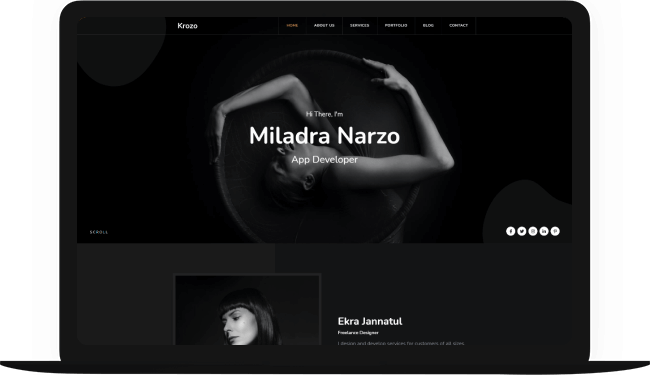 Krozo
HOME ABOUT US SERVICES PORTFOLIO BLOG CONTACT
Hi There, I'm
Miladra Narzo
App Developer
SCROLL
Ekra Jannatul
Freelance Designer
I design and develop services for customers of all sizes